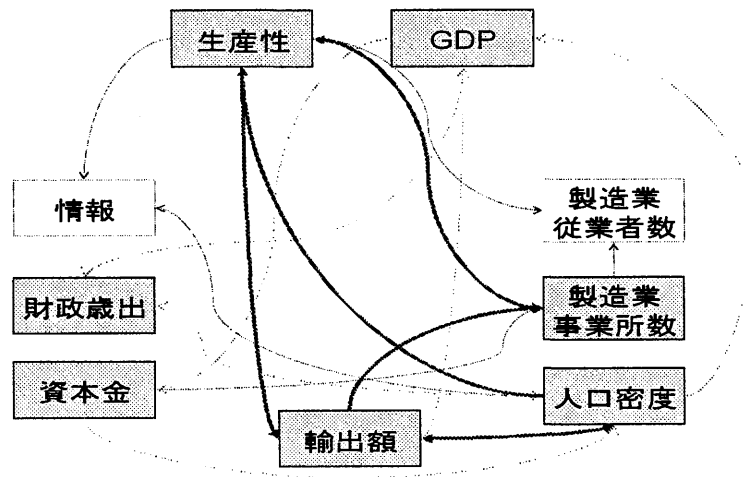 生産性
GDP
情報
製造業
従業者数
財政歳出
製造業
事業所数
資本金
人口密度
輸出額